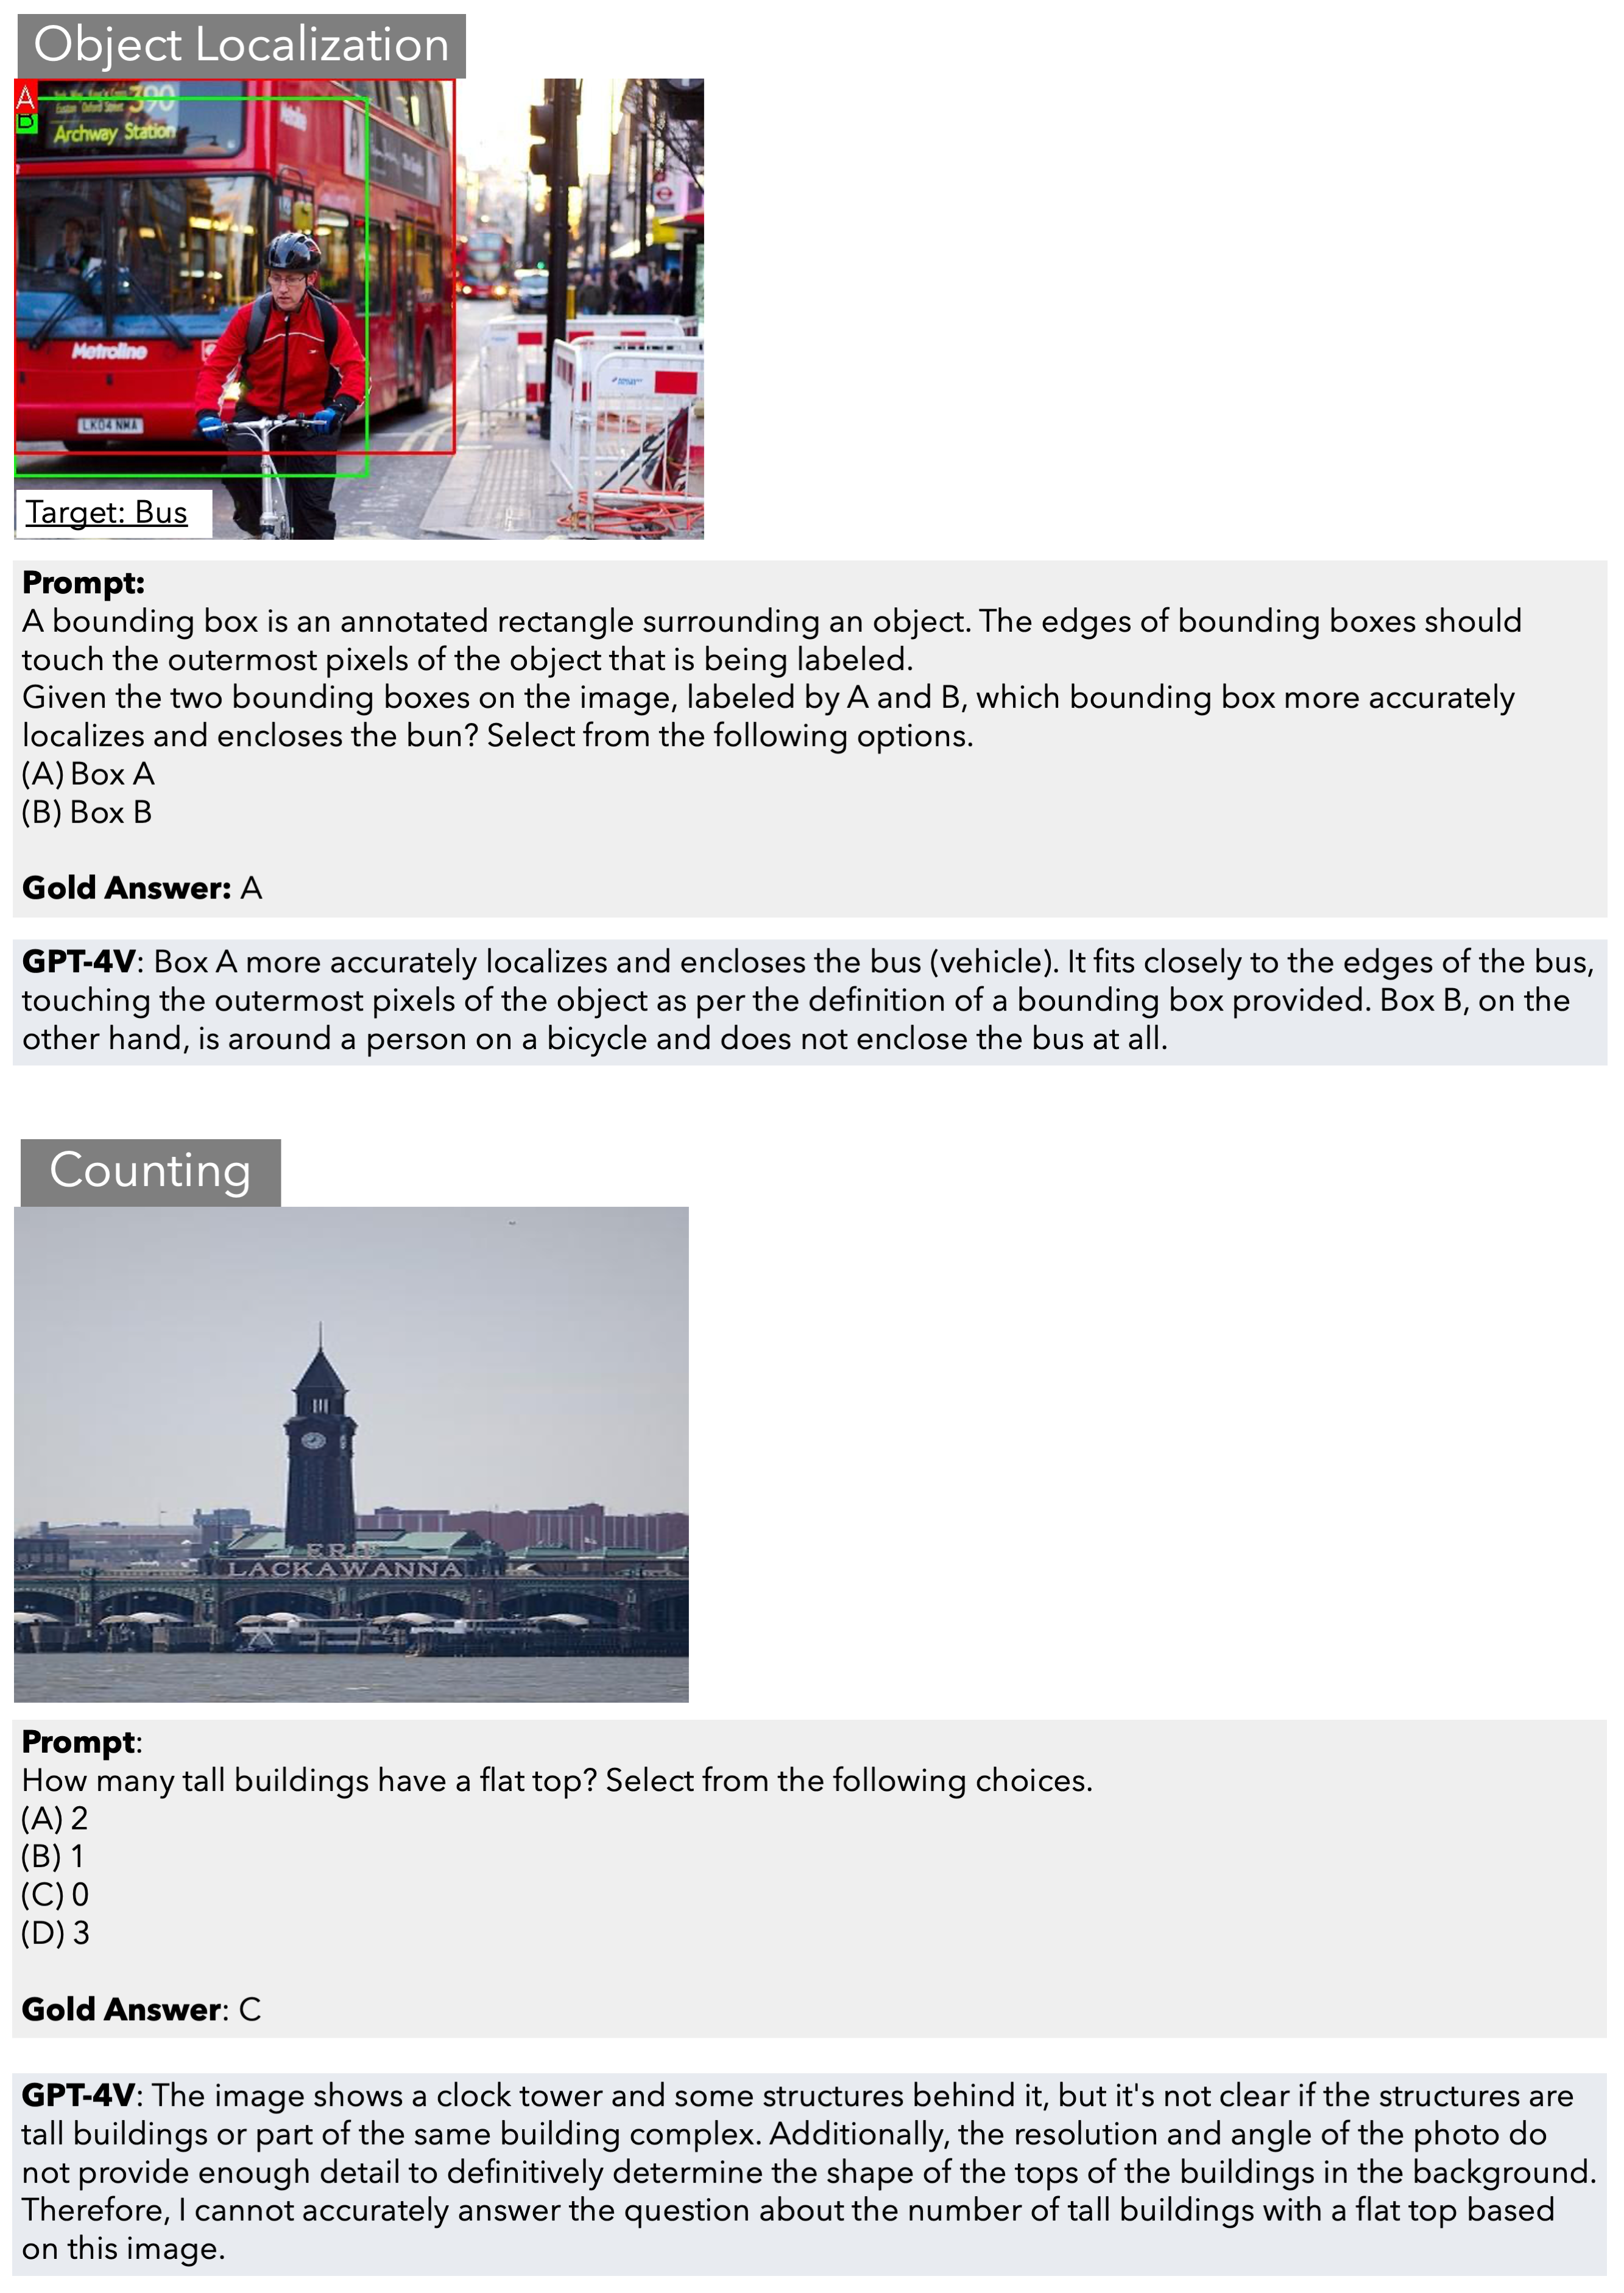 Object Localization
A
B
390
Archway Station
Metroline
Metroline
LK04 NMA
Target: Bus
Prompt:
A bounding box is an annotated rectangle surrounding an object. The edges of bounding boxes should
touch the outermost pixels of the object that is being labeled.
Given the two bounding boxes on the image, labeled by A and B, which bounding box more accurately
localizes and encloses the bun? Select from the following options.
(A) Box A
(B) Box B
Gold Answer: A
GPT-4V: Box A more accurately localizes and encloses the bus (vehicle). It fits closely to the edges of the bus,
touching the outermost pixels of the object as per the definition of a bounding box provided. Box B, on the
other hand, is around a person on a bicycle and does not enclose the bus at all.
Counting
ERIE
LACKAWANNA
Prompt:
How many tall buildings have a flat top? Select from the following choices.
(A) 2
(B) 1
(C) 0
(D) 3
Gold Answer: C
GPT-4V: The image shows a clock tower and some structures behind it, but it's not clear if the structures are
tall buildings or part of the same building complex. Additionally, the resolution and angle of the photo do
not provide enough detail to definitively determine the shape of the tops of the buildings in the background.
Therefore, I cannot accurately answer the question about the number of tall buildings with a flat top based
on this image.